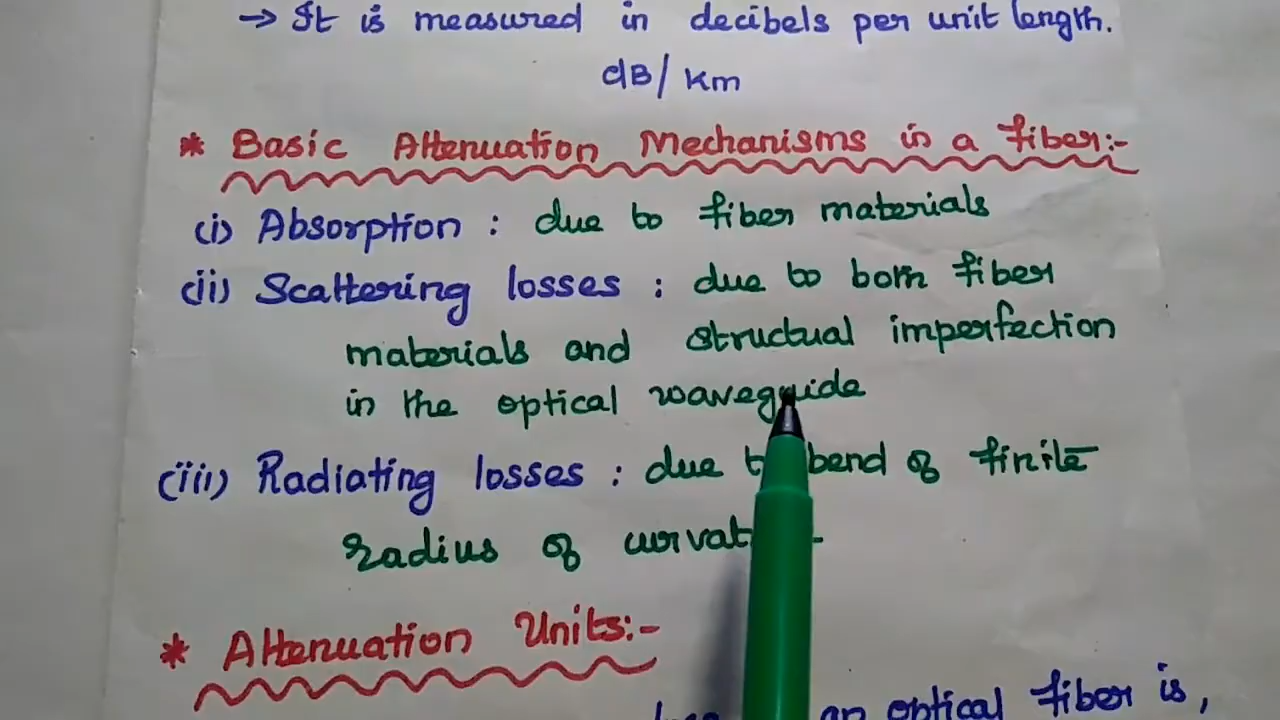 → It is measured in decibels per unit length.
dB/Km
* Basic Attenuation Mechanisms in a fiber:-
(i) Absorption : due to fiber materials
(ii) Scattering losses : due to both fiber
materials and structual imperfection
in the optical waveguide
(iii) Radiating losses : due to bend of finite
radius of curvat
* Attenuation Units:-
an optical fiber is,